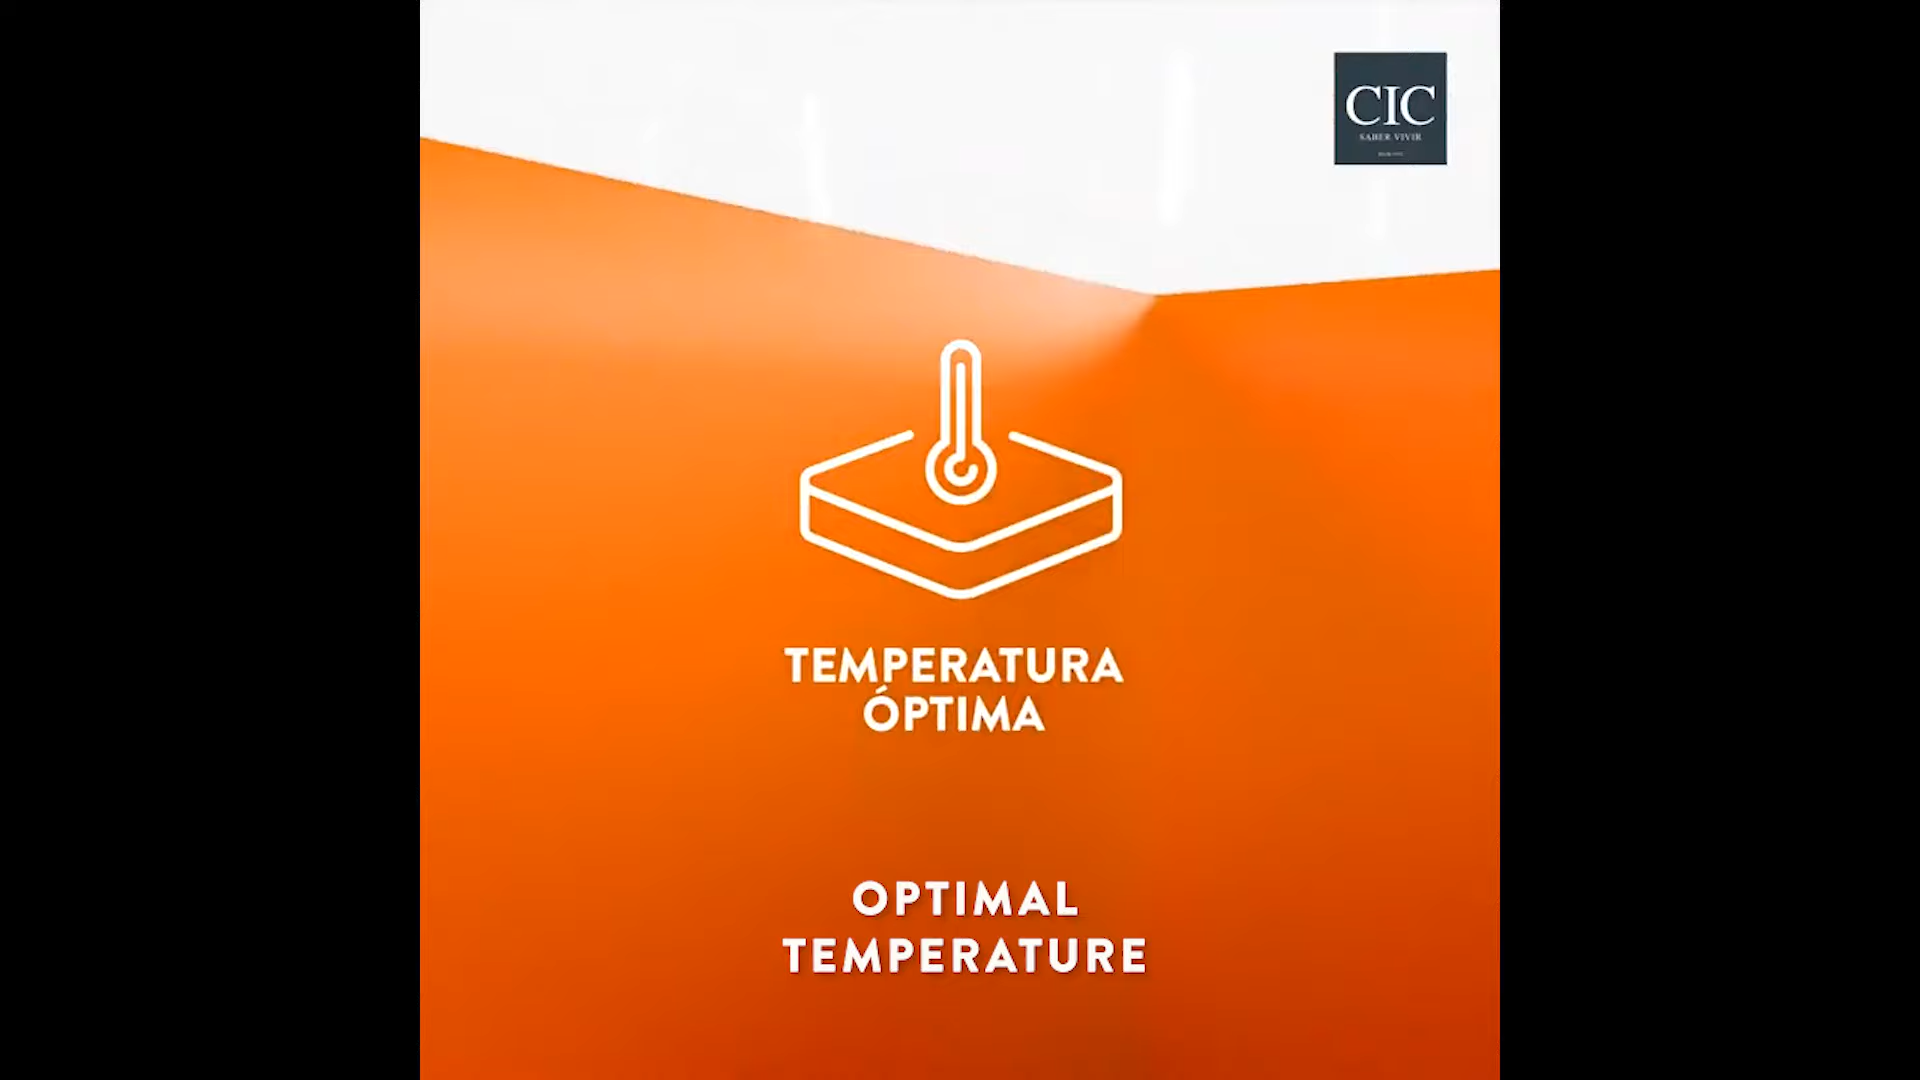 CIC
SABER VIVIR
TEMPERATURA
ÓPTIMA
OPTIMAL
TEMPERATURE